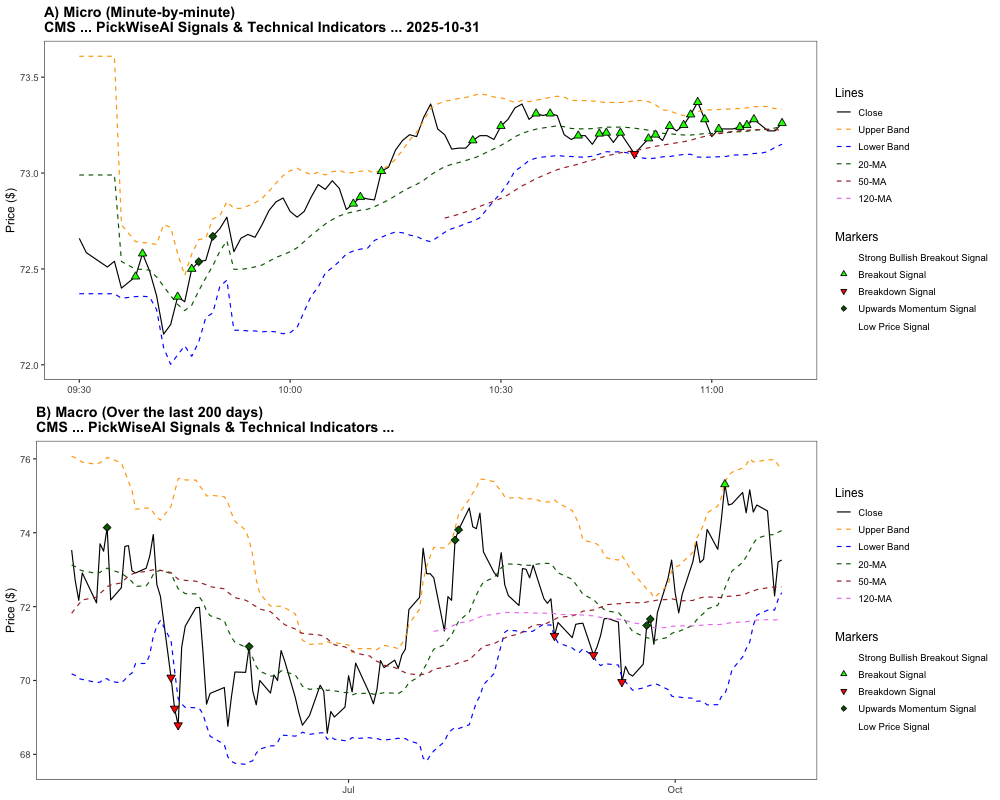 A) Micro (Minute-by-minute)
CMS ... PickWiseAI Signals & Technical Indicators ... 2025-10-31
Price ($)
73.5
73.0
72.5
72.0
09:30
10:00
10:30
11:00
Lines
Close
Upper Band
Lower Band
20-MA
50-MA
120-MA
Markers
Strong Bullish Breakout Signal
Breakout Signal
Breakdown Signal
Upwards Momentum Signal
Low Price Signal
B) Macro (Over the last 200 days)
CMS ... PickWiseAI Signals & Technical Indicators ...
Price ($)
76
74
72
70
68
Jul
Oct
Lines
Close
Upper Band
Lower Band
20-MA
50-MA
120-MA
Markers
Strong Bullish Breakout Signal
Breakout Signal
Breakdown Signal
Upwards Momentum Signal
Low Price Signal